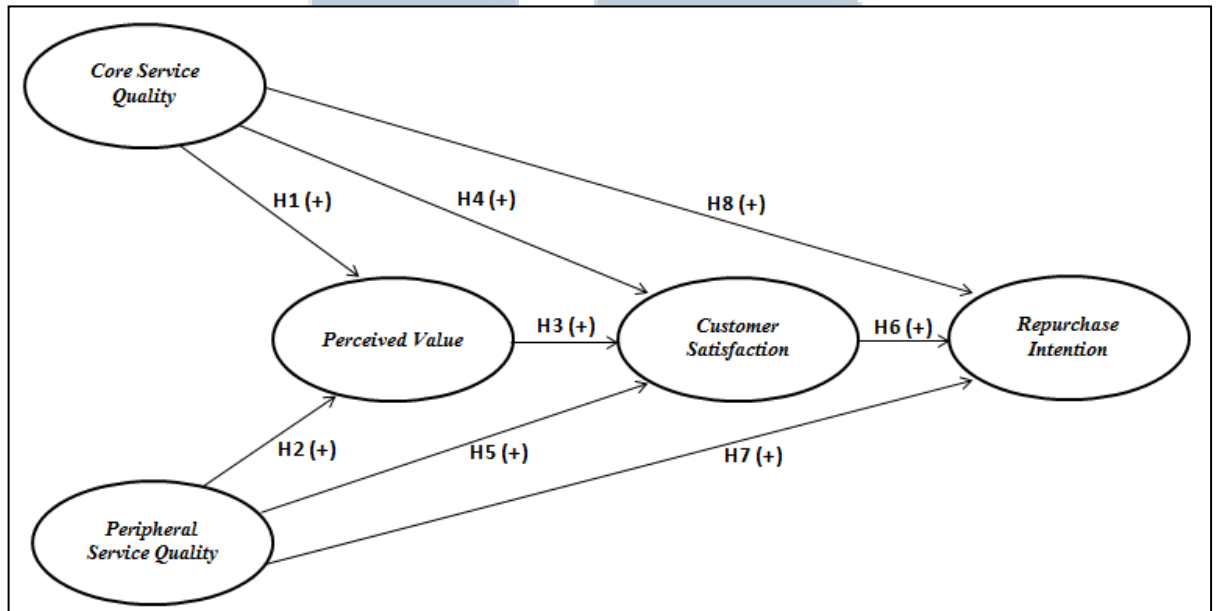 Core Service
Quality
H1 (+)
H4 (+)
H8 (+)
Perceived Value
H3 (+)
Customer
Satisfaction
H6 (+)
Repurchase
Intention
H2 (+)
H5 (+)
H7 (+)
Peripheral
Service Quality